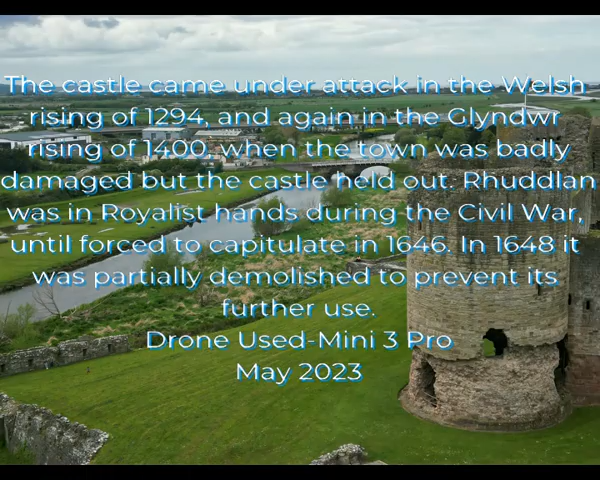 The castle came under attack in the Welsh
rising of 1294, and again in the Glyndwr
rising of 1400, when the town was badly
damaged but the castle held out. Rhuddlan
was in Royalist hands during the Civil War,
until forced to capitulate in 1646. In 1648 it
was partially demolished to prevent its
further use.
Drone Used-Mini 3 Pro
May 2023